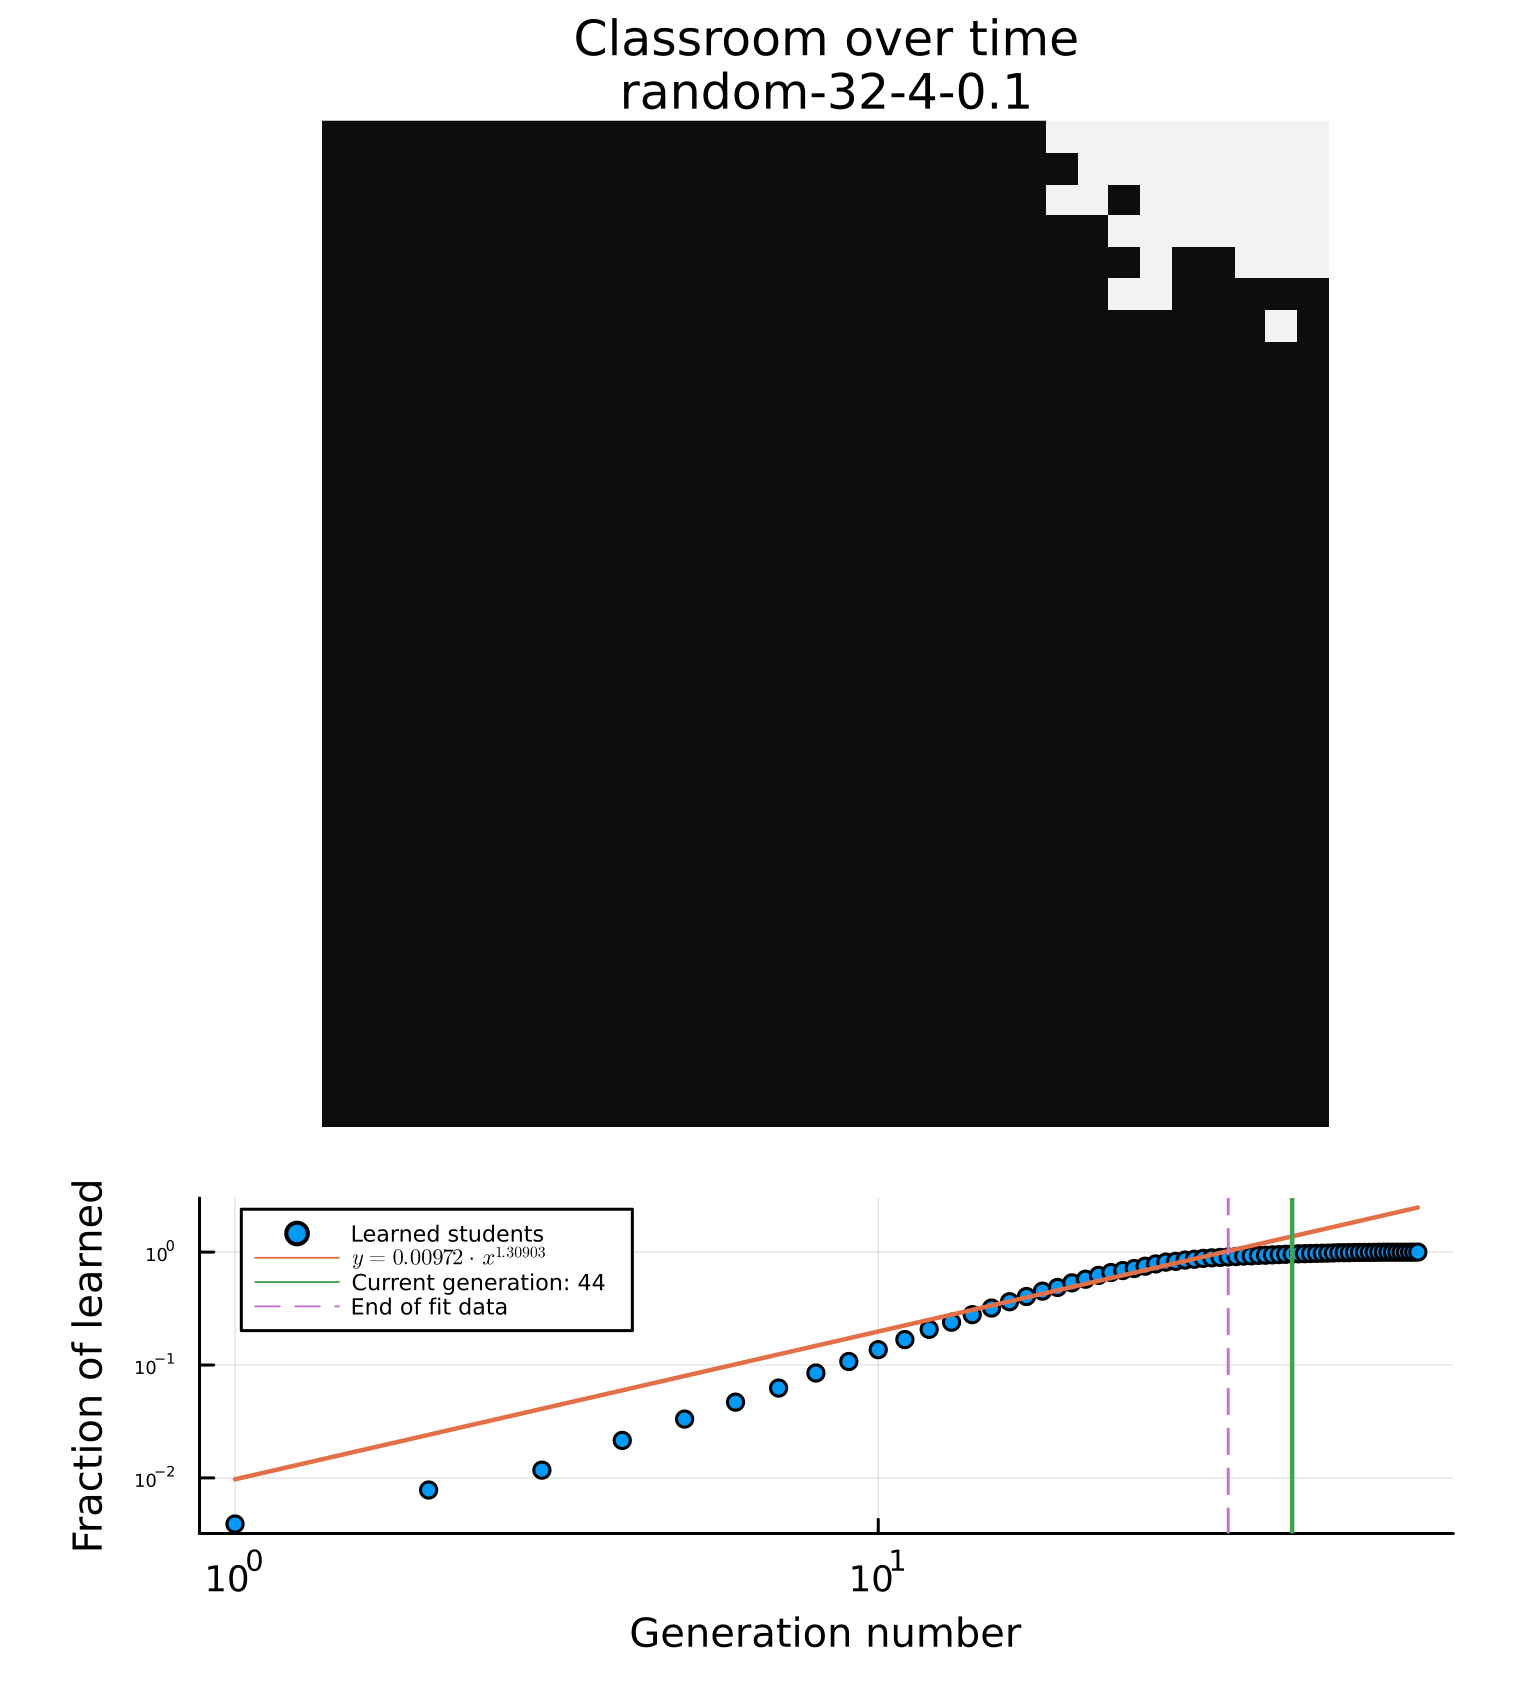 Classroom over time
random-32-4-0.1
Fraction of learned
10^0
10^-1
10^-2
Learned students
y = 0.00972 · x^1.30903
Current generation: 44
End of fit data
10^0
10^1
Generation number